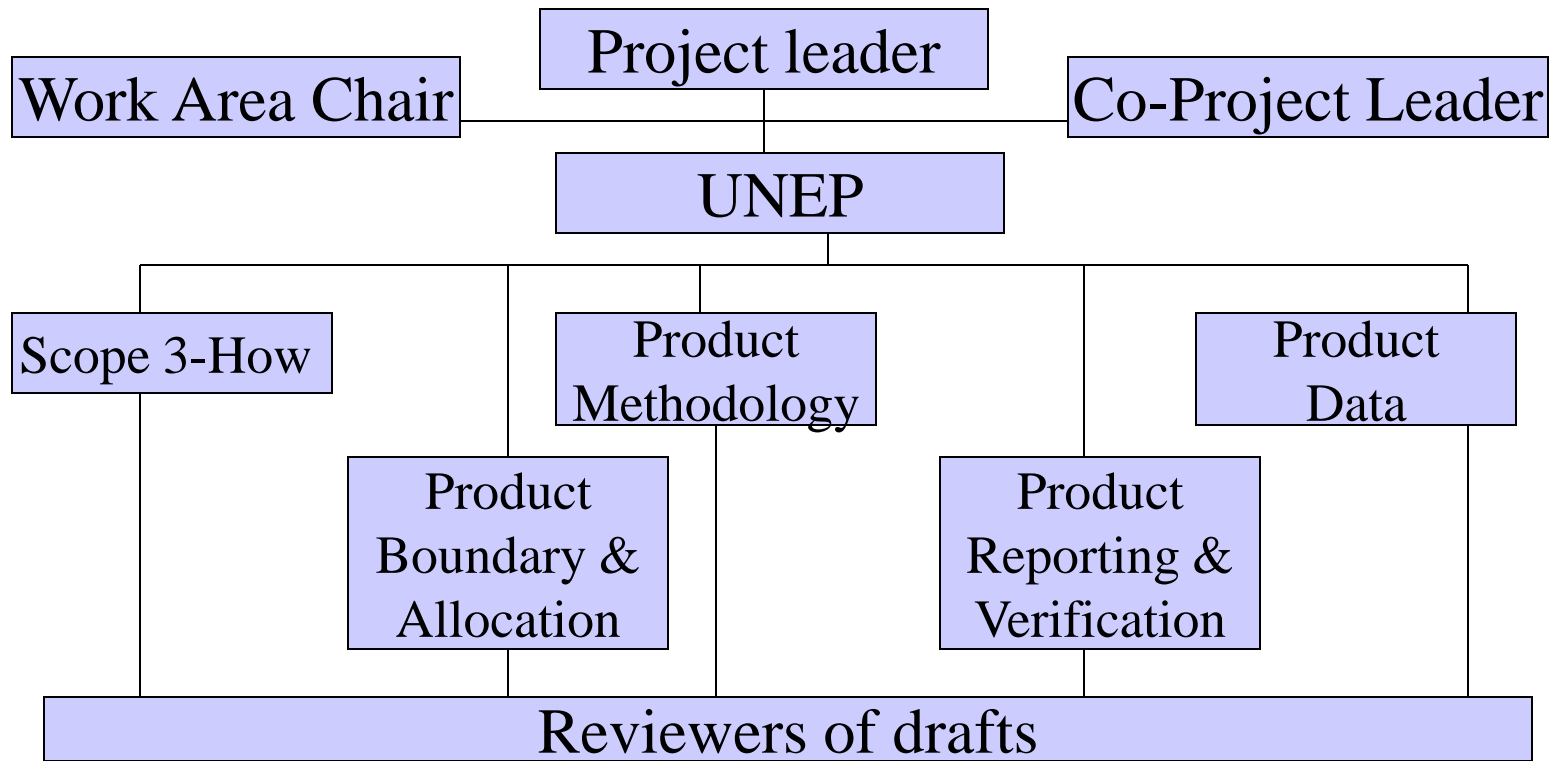 Project leader
Work Area Chair
Co-Project Leader
UNEP
Scope 3-How
Product
Methodology
Product
Data
Product
Boundary &
Allocation
Product
Reporting &
Verification
Reviewers of drafts